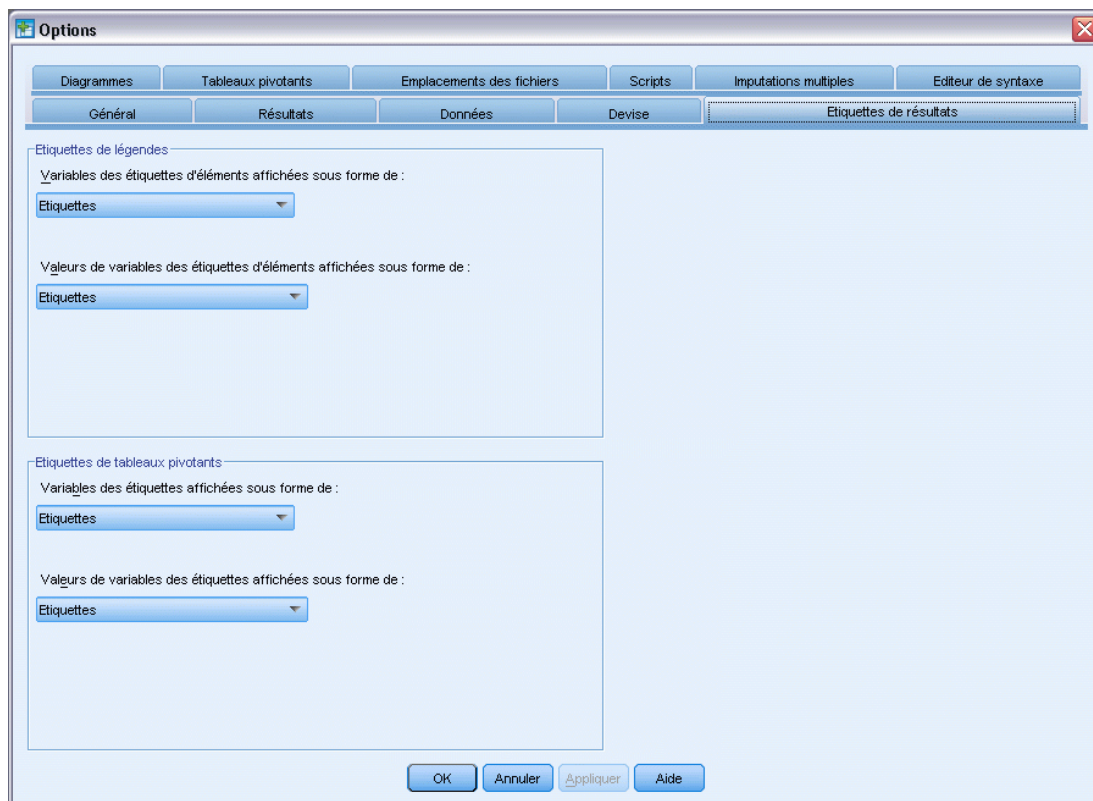 Options
Diagrammes Tableaux pivotants Emplacements des fichiers Scripts Imputations multiples Editeur de syntaxe
Général Résultats Données Devise Etiquettes de résultats
Etiquettes de légendes
Variables des étiquettes d'éléments affichées sous forme de :
Etiquettes
Valeurs de variables des étiquettes d'éléments affichées sous forme de :
Etiquettes
Etiquettes de tableaux pivotants
Variables des étiquettes affichées sous forme de :
Etiquettes
Valeurs de variables des étiquettes affichées sous forme de :
Etiquettes
OK Annuler Appliquer Aide